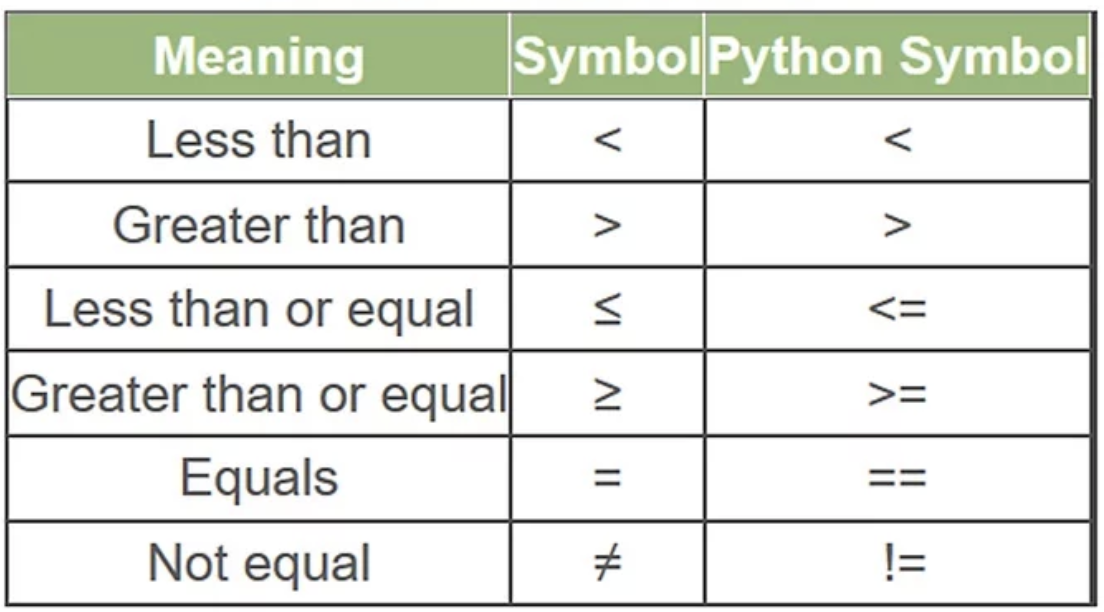 Meaning Symbol Python Symbol
Less than < <
Greater than > >
Less than or equal ≤ <=
Greater than or equal ≥ >=
Equals = ==
Not equal ≠ !=